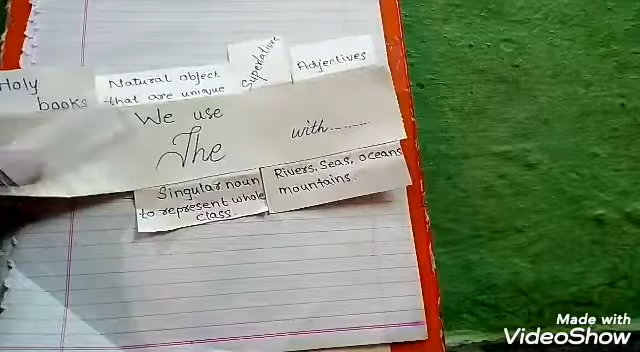 Holy
books
Natural object
that are unique
Superlatives
Adjectives
We use
The
with.......
Singular noun
to represent whole
class.
Rivers, Seas, oceans
mountains.
Made with
VideoShow